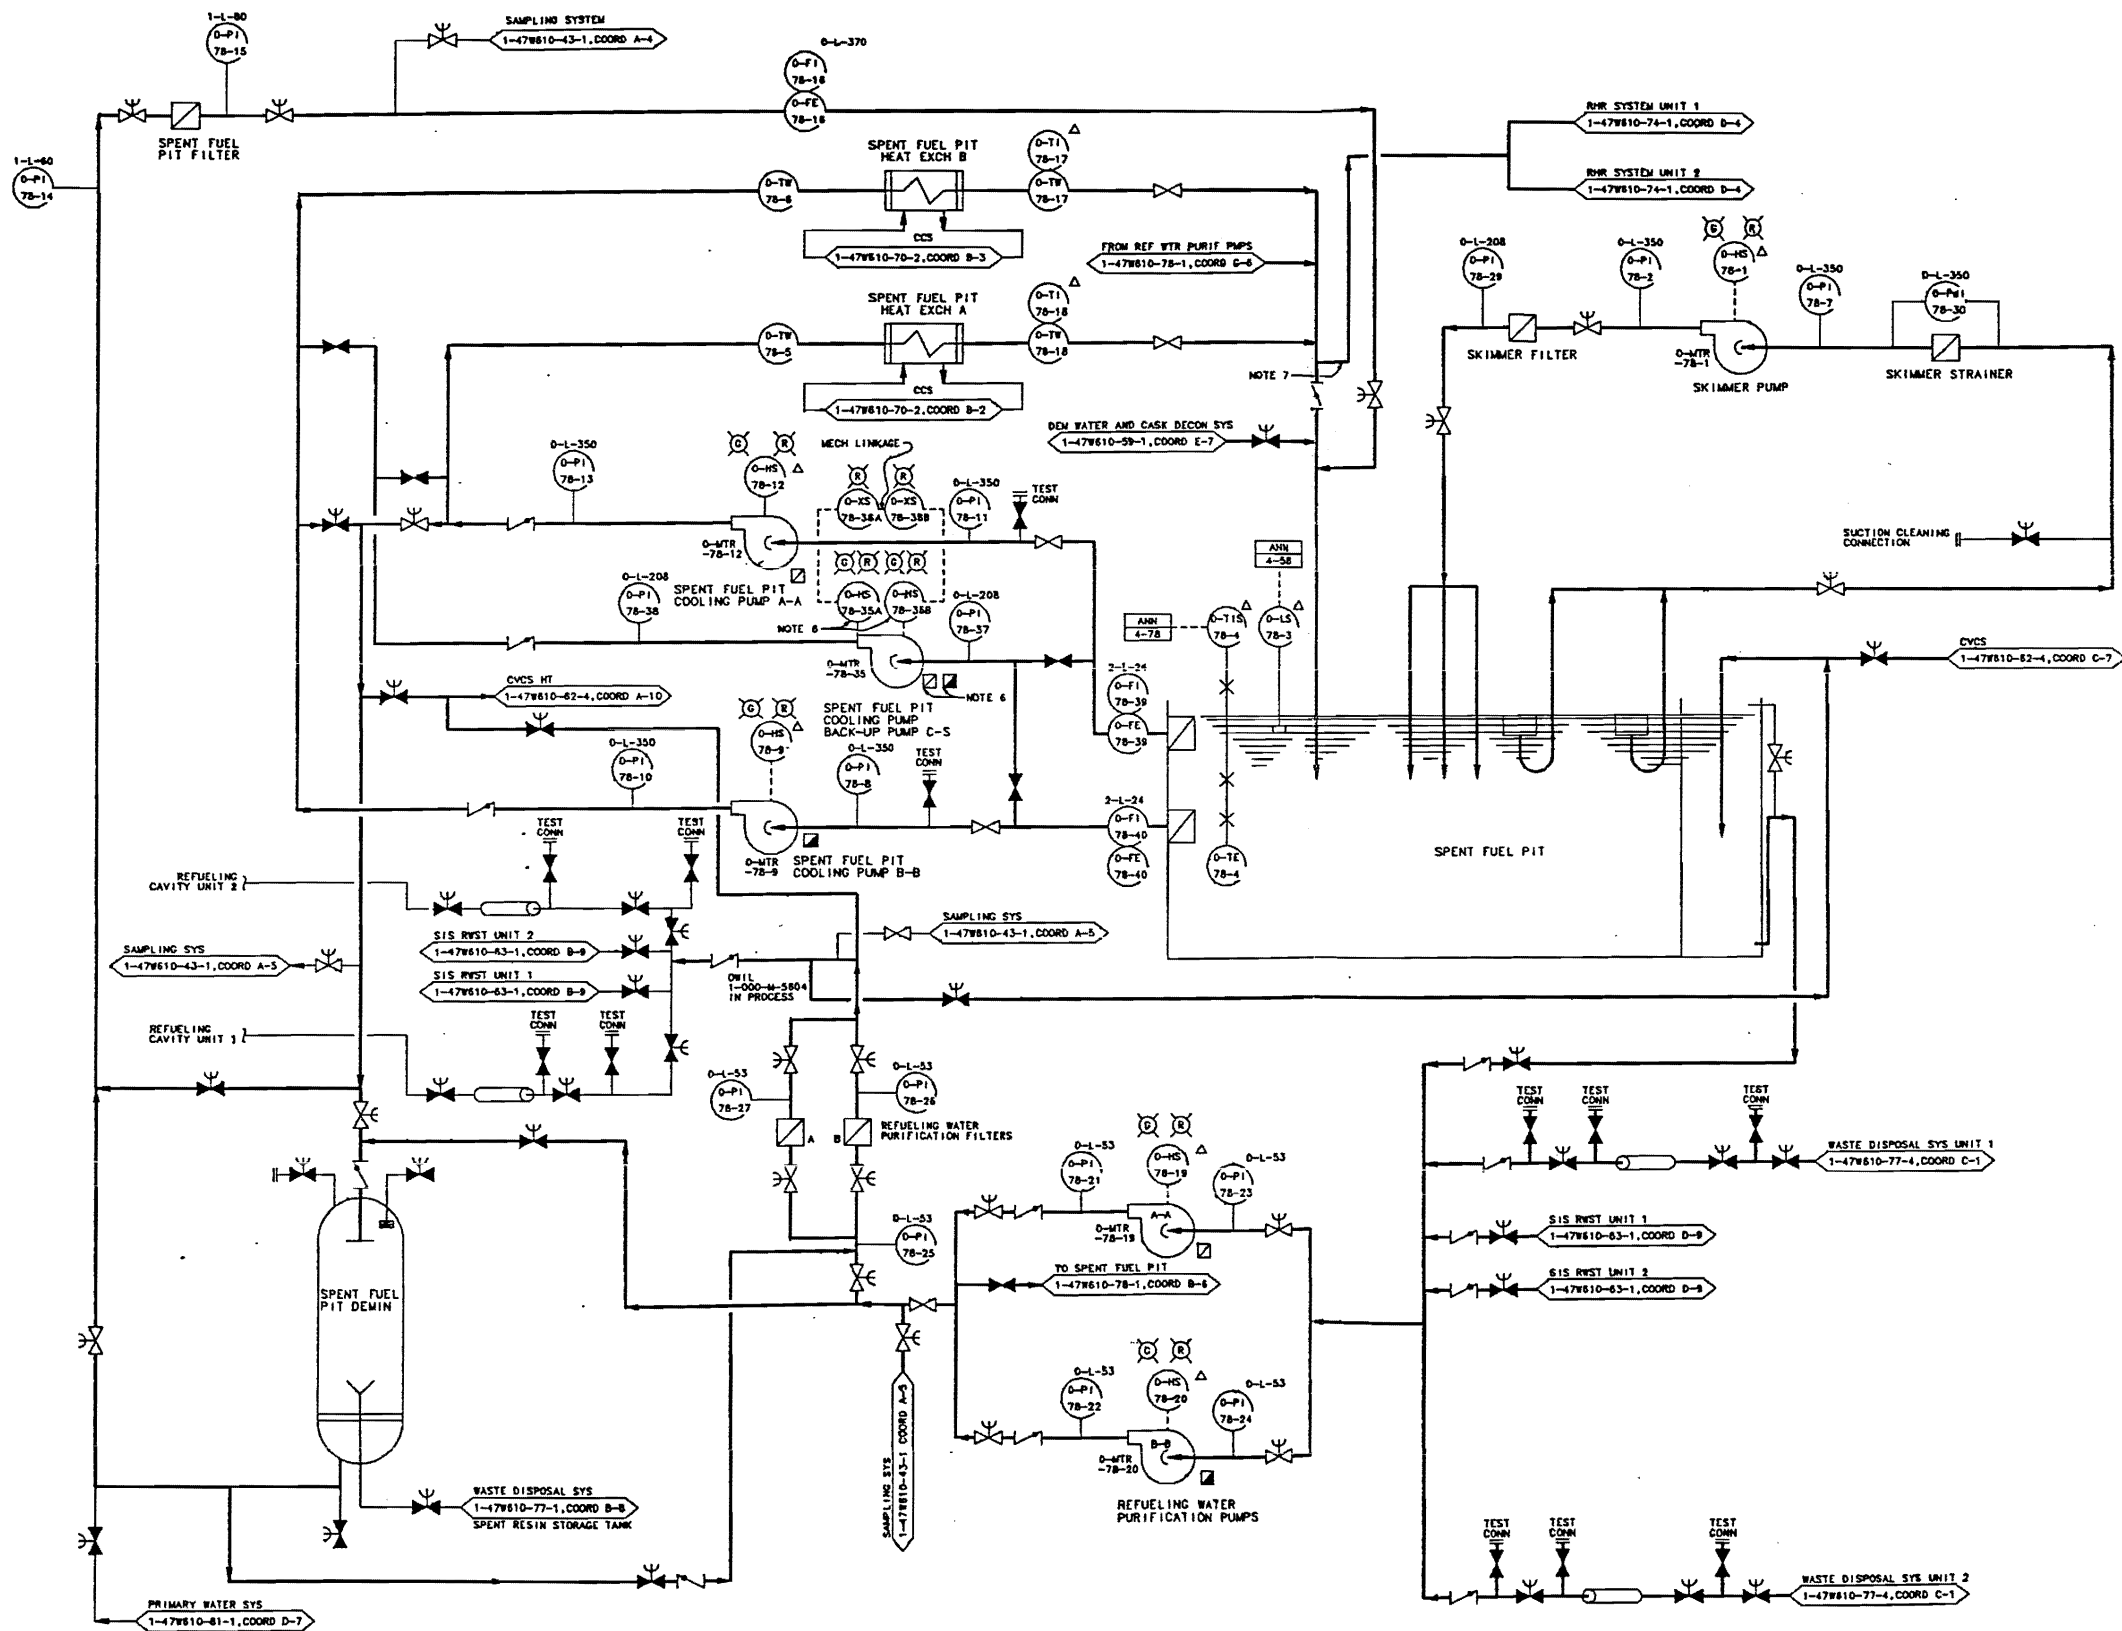 1-L-60
0-PI
78-15
SAMPLING SYSTEM
1-47W610-43-1,COORD A-4
0-L-370
0-FI
78-16
0-FE
78-16
SPENT FUEL
PIT FILTER
1-L-60
0-PI
78-14
RHR SYSTEM UNIT 1
1-47W610-74-1,COORD D-4
RHR SYSTEM UNIT 2
1-47W610-74-1,COORD D-4
SPENT FUEL PIT
HEAT EXCH B
0-TW
78-6
0-TI
78-17
0-TW
78-17
CCS
1-47W610-70-2,COORD B-3
FROM REF WTR PURIF PMPS
1-47W610-78-1,COORD G-6
SPENT FUEL PIT
HEAT EXCH A
0-TW
78-5
0-TI
78-18
0-TW
78-18
CCS
1-47W610-70-2,COORD B-2
NOTE 7
0-L-208
0-PI
78-29
0-L-350
0-PI
78-2
G
R
0-HS
78-1
0-L-350
0-PI
78-7
0-L-350
0-PdI
78-30
SKIMMER FILTER
0-MTR
-78-1
SKIMMER PUMP
SKIMMER STRAINER
DEM WATER AND CASK DECON SYS
1-47W610-59-1,COORD E-7
0-L-350
0-PI
78-13
G
R
0-HS
78-12
MECH LINKAGE
R
R
0-XS
78-36A
0-XS
78-36B
0-L-350
0-PI
78-11
TEST
CONN
0-MTR
-78-12
SPENT FUEL PIT
COOLING PUMP A-A
G R G R
0-HS
78-35A
0-HS
78-35B
NOTE 6
0-L-208
0-PI
78-38
0-L-208
0-PI
78-37
0-MTR
-78-35
NOTE 6
SPENT FUEL PIT
COOLING PUMP
BACK-UP PUMP C-S
ANN
4-58
ANN
4-78
0-TIS
78-4
0-LS
78-3
SUCTION CLEANING
CONNECTION
CVCS
1-47W610-62-4,COORD C-7
CVCS HT
1-47W610-62-4,COORD A-10
2-L-24
0-FI
78-39
0-FE
78-39
0-L-350
0-PI
78-10
G
R
0-HS
78-9
0-L-350
0-PI
78-8
TEST
CONN
2-L-24
0-FI
78-40
0-FE
78-40
0-TE
78-4
SPENT FUEL PIT
0-MTR
-78-9
SPENT FUEL PIT
COOLING PUMP B-B
TEST
CONN
TEST
CONN
REFUELING
CAVITY UNIT 2
SIS RWST UNIT 2
1-47W610-63-1,COORD B-9
SIS RWST UNIT 1
1-47W610-63-1,COORD B-9
SAMPLING SYS
1-47W610-43-1,COORD A-5
SAMPLING SYS
1-47W610-43-1,COORD A-5
OWIL
1-000-M-5604
IN PROCESS
REFUELING
CAVITY UNIT 1
TEST
CONN
TEST
CONN
0-L-53
0-PI
78-27
0-L-53
0-PI
78-26
A
B
REFUELING WATER
PURIFICATION FILTERS
0-L-53
0-PI
78-25
SPENT FUEL
PIT DEMIN
0-L-53
0-PI
78-21
G
R
0-HS
78-19
0-L-53
0-PI
78-23
A-A
0-MTR
-78-19
TO SPENT FUEL PIT
1-47W610-78-1,COORD B-6
SAMPLING SYS
1-47W610-43-1 COORD A-5
0-L-53
0-PI
78-22
G
R
0-HS
78-20
0-L-53
0-PI
78-24
B-B
0-MTR
-78-20
REFUELING WATER
PURIFICATION PUMPS
TEST
CONN
TEST
CONN
TEST
CONN
WASTE DISPOSAL SYS UNIT 1
1-47W610-77-4,COORD C-1
SIS RWST UNIT 1
1-47W610-63-1,COORD D-9
SIS RWST UNIT 2
1-47W610-63-1,COORD D-9
TEST
CONN
TEST
CONN
TEST
CONN
WASTE DISPOSAL SYS UNIT 2
1-47W610-77-4,COORD C-1
WASTE DISPOSAL SYS
1-47W610-77-1,COORD B-8
SPENT RESIN STORAGE TANK
PRIMARY WATER SYS
1-47W610-81-1,COORD D-7